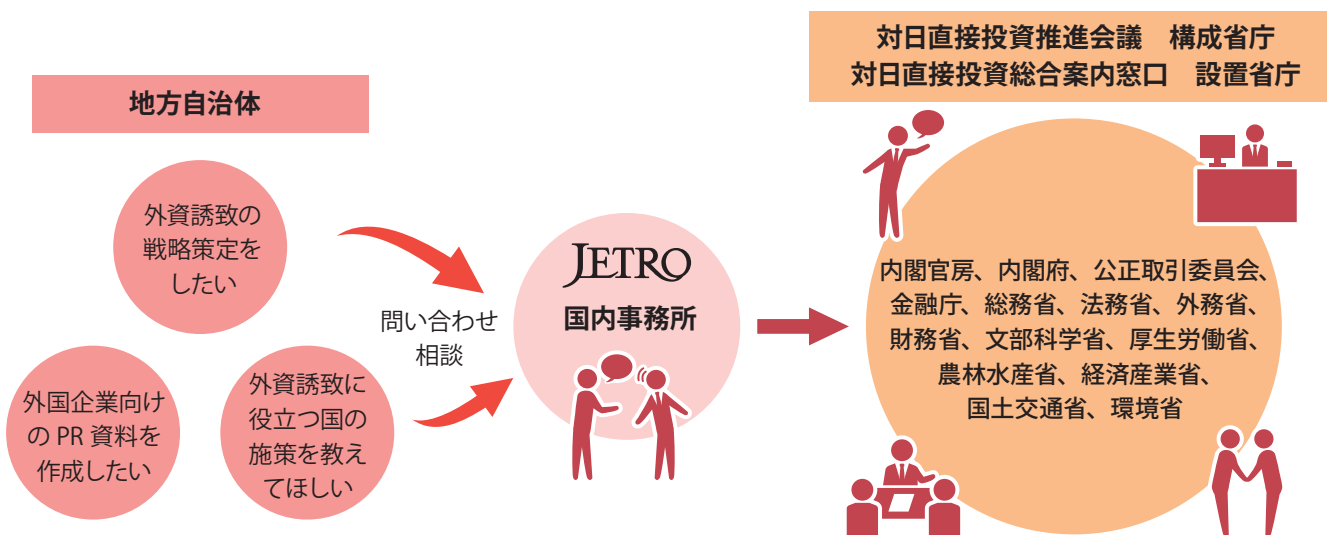 地方自治体
外資誘致の
戦略策定を
したい
外国企業向け
の PR 資料を
作成したい
外資誘致に
役立つ国の
施策を教え
てほしい
問い合わせ
相談
JETRO
国内事務所
対日直接投資推進会議　構成省庁
対日直接投資総合案内窓口　設置省庁
内閣官房、内閣府、公正取引委員会、
金融庁、総務省、法務省、外務省、
財務省、文部科学省、厚生労働省、
農林水産省、経済産業省、
国土交通省、環境省